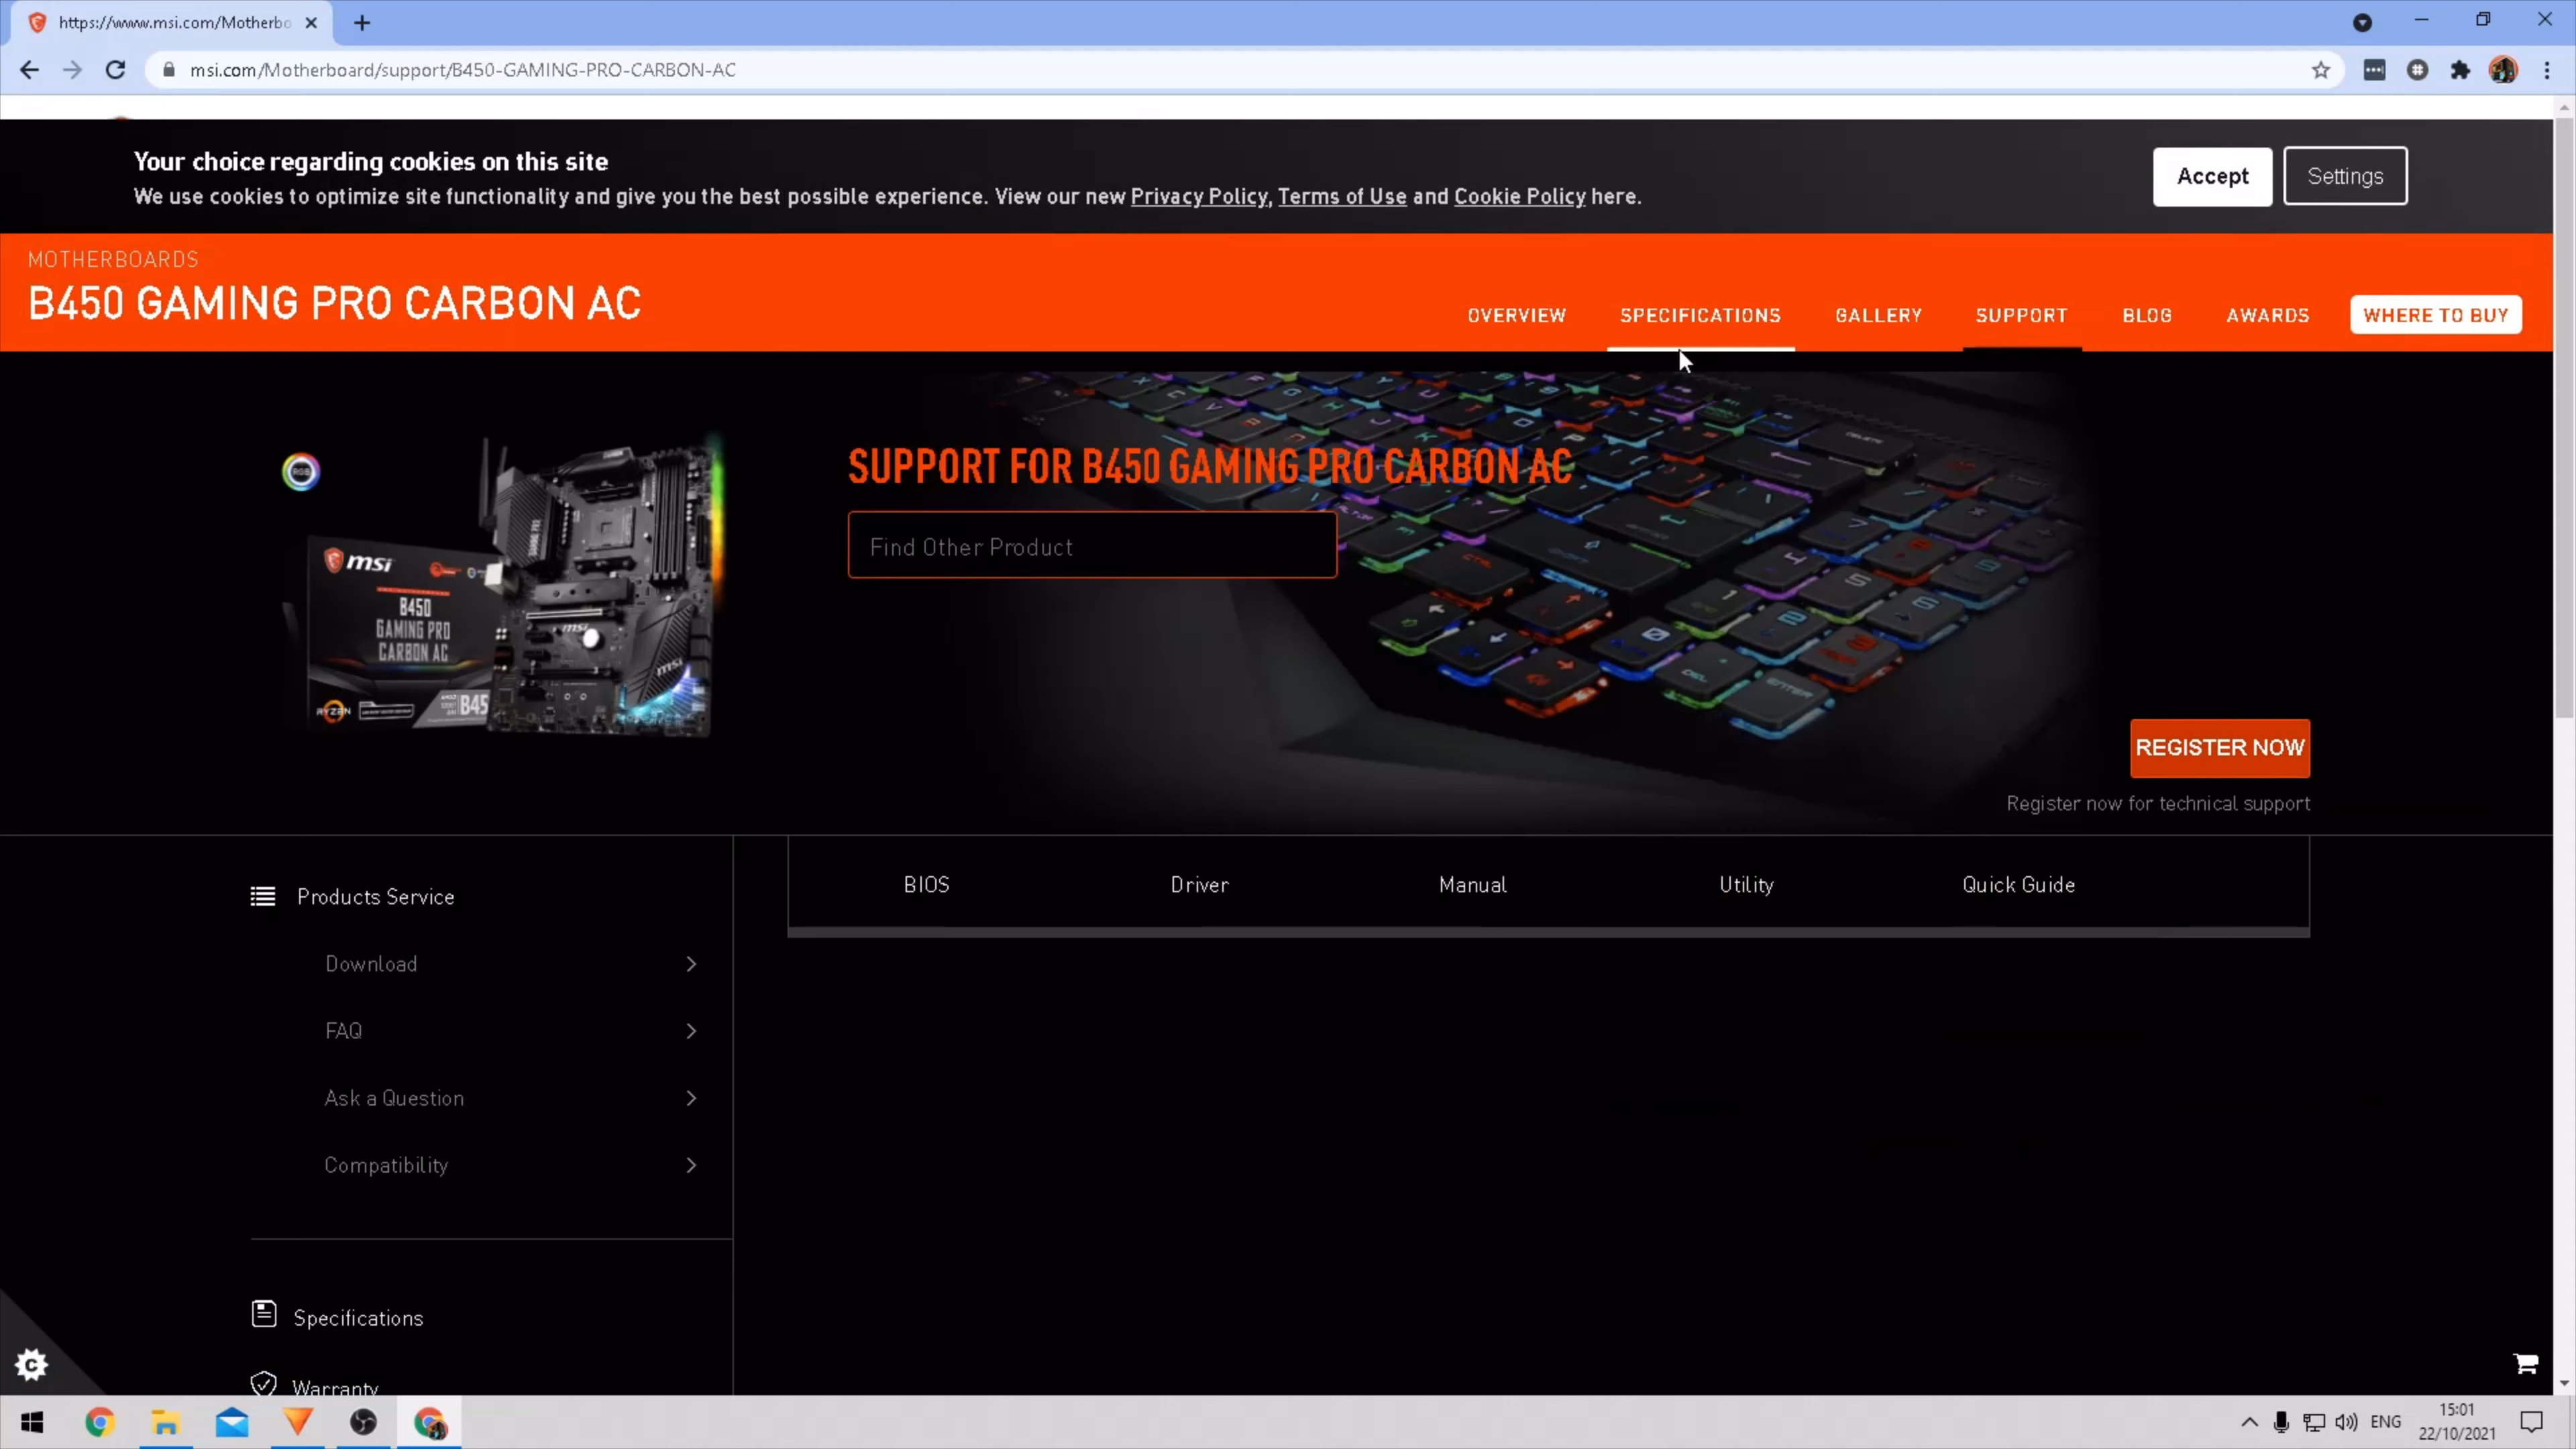 https://www.msi.com/Motherbo
msi.com/Motherboard/support/B450-GAMING-PRO-CARBON-AC
Your choice regarding cookies on this site
We use cookies to optimize site functionality and give you the best possible experience. View our new Privacy Policy, Terms of Use and Cookie Policy here.
Accept
Settings
MOTHERBOARDS
B450 GAMING PRO CARBON AC
OVERVIEW
SPECIFICATIONS
GALLERY
SUPPORT
BLOG
AWARDS
WHERE TO BUY
SUPPORT FOR B450 GAMING PRO CARBON AC
Find Other Product
msi
B450
GAMING PRO
CARBON AC
RYZEN
B45
msi
REGISTER NOW
Register now for technical support
BIOS
Driver
Manual
Utility
Quick Guide
Products Service
Download
FAQ
Ask a Question
Compatibility
Specifications
Warranty
ENG
15:01
22/10/2021